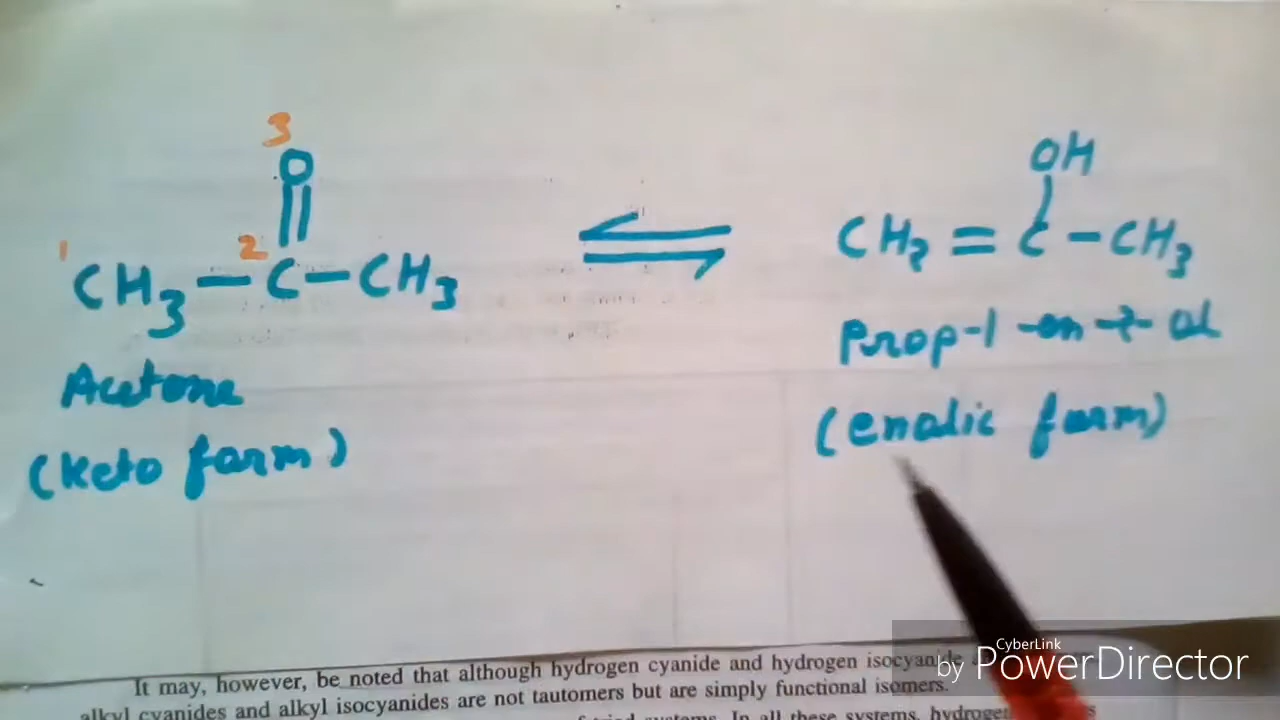 3
O
1 2
CH3 — C — CH3
Acetone
(Keto form)
OH
CH2 = C - CH3
Prop-1-en-2-ol
(enolic form)
It may, however, be noted that although hydrogen cyanide and hydrogen isocyanide
alkyl cyanides and alkyl isocyanides are not tautomers but are simply functional isomers.
systems. In all these systems, hydrogen
CyberLink
by PowerDirector